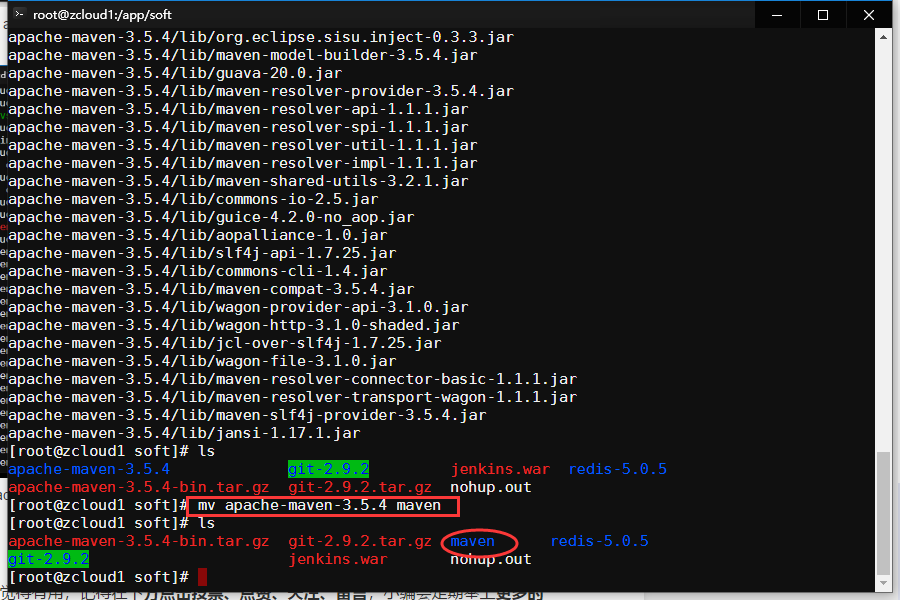 root@zcloud1:/app/soft
apache-maven-3.5.4/lib/org.eclipse.sisu.inject-0.3.3.jar
apache-maven-3.5.4/lib/maven-model-builder-3.5.4.jar
apache-maven-3.5.4/lib/guava-20.0.jar
apache-maven-3.5.4/lib/maven-resolver-provider-3.5.4.jar
apache-maven-3.5.4/lib/maven-resolver-api-1.1.1.jar
apache-maven-3.5.4/lib/maven-resolver-spi-1.1.1.jar
apache-maven-3.5.4/lib/maven-resolver-util-1.1.1.jar
apache-maven-3.5.4/lib/maven-resolver-impl-1.1.1.jar
apache-maven-3.5.4/lib/maven-shared-utils-3.2.1.jar
apache-maven-3.5.4/lib/commons-io-2.5.jar
apache-maven-3.5.4/lib/guice-4.2.0-no_aop.jar
apache-maven-3.5.4/lib/aopalliance-1.0.jar
apache-maven-3.5.4/lib/slf4j-api-1.7.25.jar
apache-maven-3.5.4/lib/commons-cli-1.4.jar
apache-maven-3.5.4/lib/maven-compat-3.5.4.jar
apache-maven-3.5.4/lib/wagon-provider-api-3.1.0.jar
apache-maven-3.5.4/lib/wagon-http-3.1.0-shaded.jar
apache-maven-3.5.4/lib/jcl-over-slf4j-1.7.25.jar
apache-maven-3.5.4/lib/wagon-file-3.1.0.jar
apache-maven-3.5.4/lib/maven-resolver-connector-basic-1.1.1.jar
apache-maven-3.5.4/lib/maven-resolver-transport-wagon-1.1.1.jar
apache-maven-3.5.4/lib/maven-slf4j-provider-3.5.4.jar
apache-maven-3.5.4/lib/jansi-1.17.1.jar
[root@zcloud1 soft]# ls
apache-maven-3.5.4 git-2.9.2 jenkins.war redis-5.0.5
apache-maven-3.5.4-bin.tar.gz git-2.9.2.tar.gz nohup.out
[root@zcloud1 soft]# mv apache-maven-3.5.4 maven
[root@zcloud1 soft]# ls
apache-maven-3.5.4-bin.tar.gz git-2.9.2.tar.gz maven redis-5.0.5
git-2.9.2 jenkins.war nohup.out
[root@zcloud1 soft]#